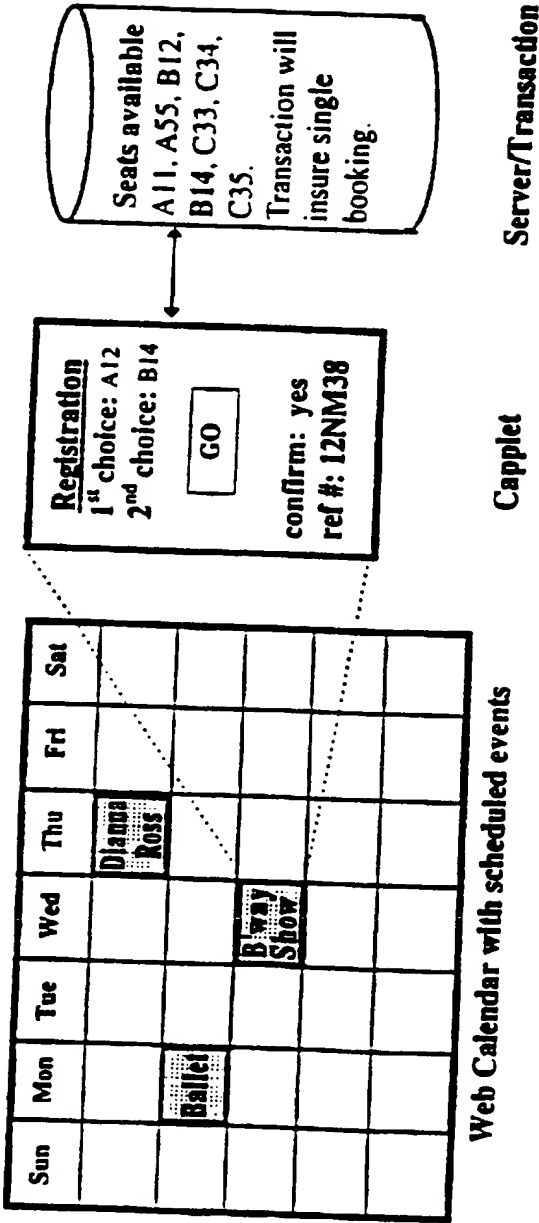 Sun Mon Tue Wed Thu Fri Sat
Dianna
Ross
Ballet
B'way
Show
Web Calendar with scheduled events
Registration
1st choice: A12
2nd choice: B14
GO
confirm: yes
ref #: 12NM38
Capplet
Seats available
A11, A55, B12,
B14, C33, C34,
C35.
Transaction will
insure single
booking.
Server/Transaction